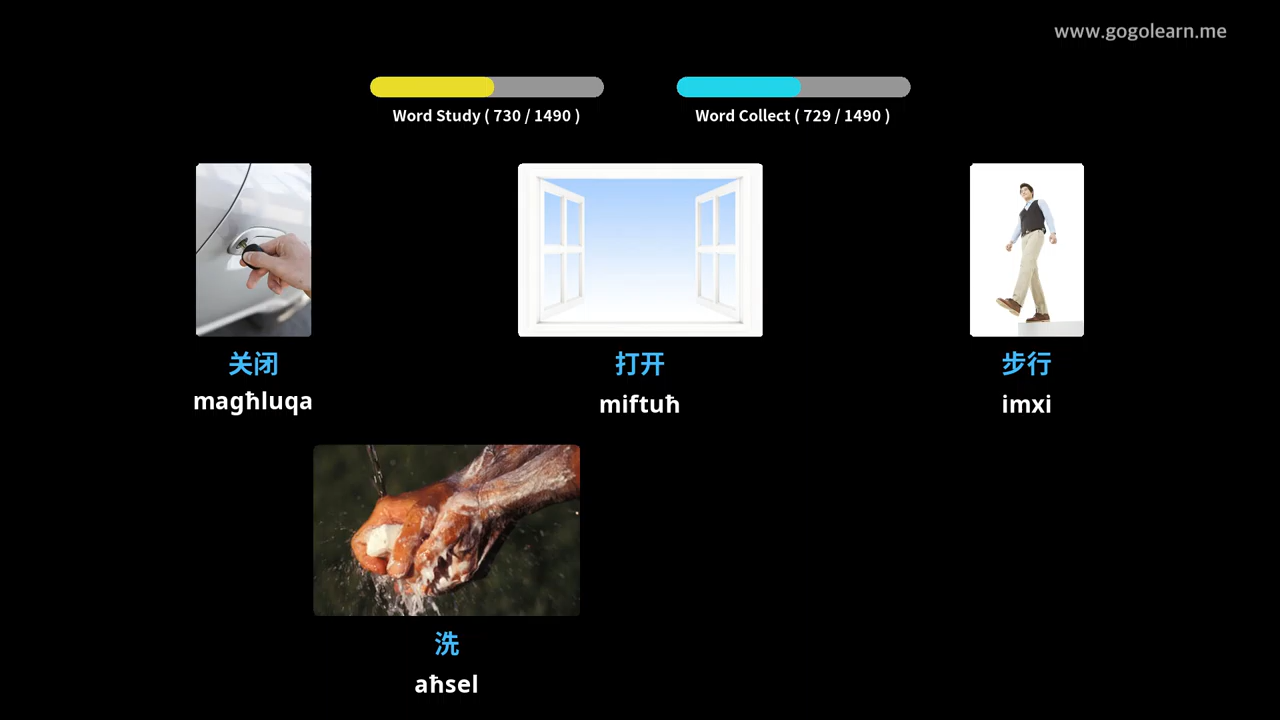 www.gogolearn.me
Word Study ( 730 / 1490 )
Word Collect ( 729 / 1490 )
关闭
magħluqa
打开
miftuħ
步行
imxi
洗
aħsel